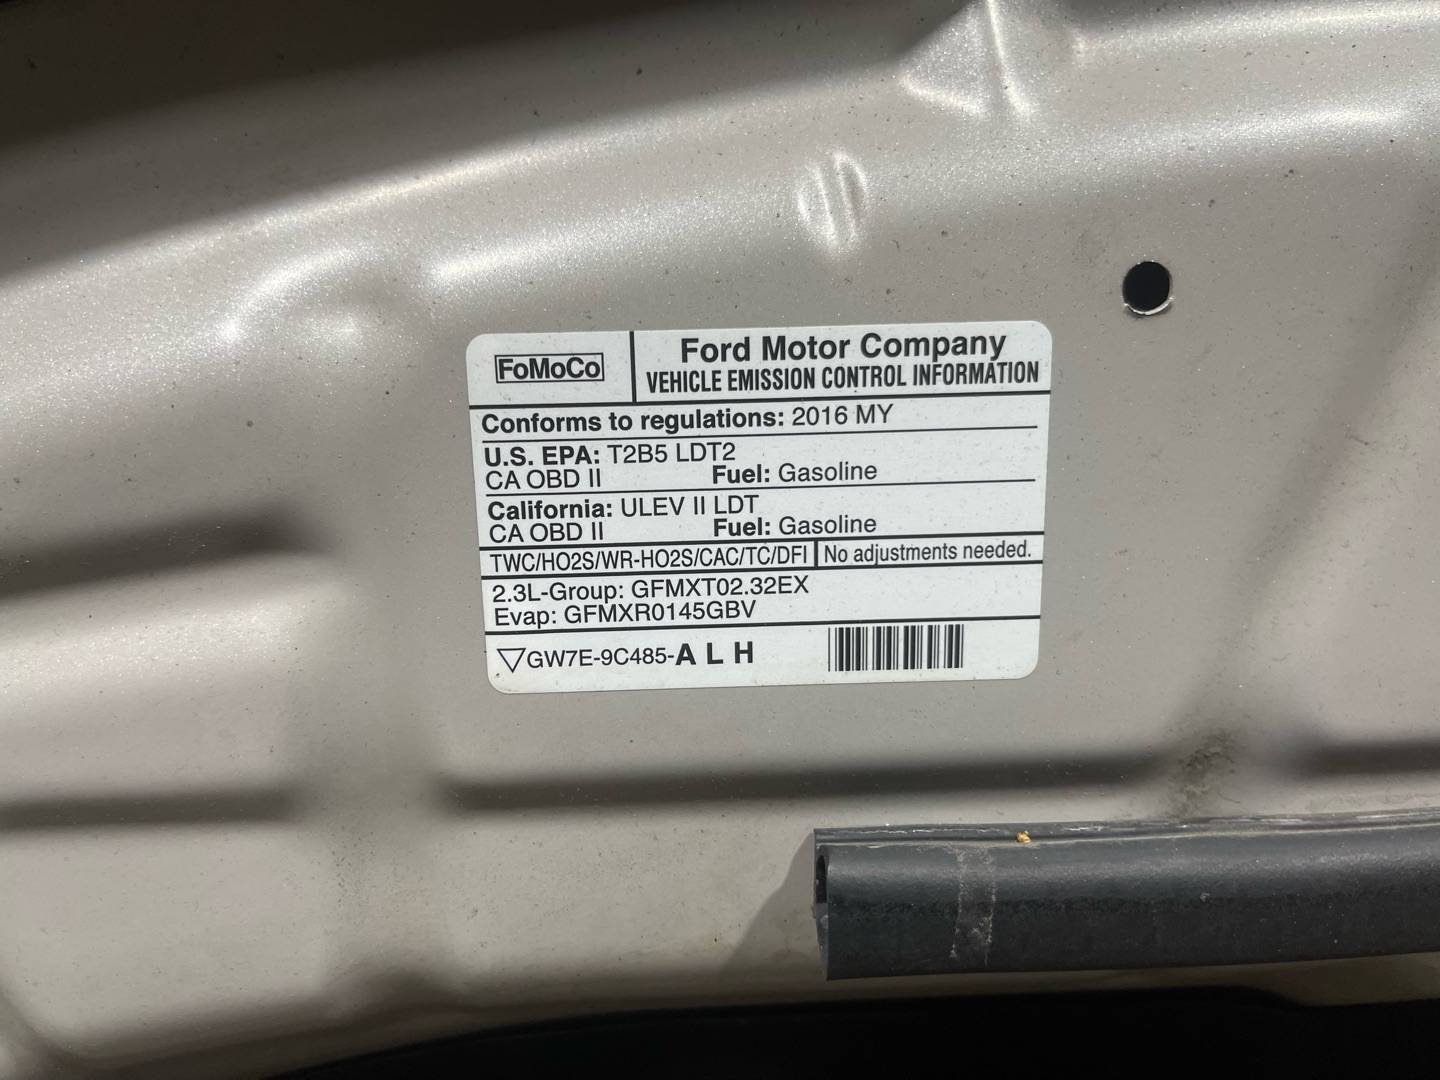 FoMoCo
Ford Motor Company
VEHICLE EMISSION CONTROL INFORMATION
Conforms to regulations: 2016 MY
U.S. EPA: T2B5 LDT2
CA OBD II Fuel: Gasoline
California: ULEV II LDT
CA OBD II Fuel: Gasoline
TWC/HO2S/WR-HO2S/CAC/TC/DFI No adjustments needed.
2.3L-Group: GFMXT02.32EX
Evap: GFMXR0145GBV
GW7E-9C485-A L H